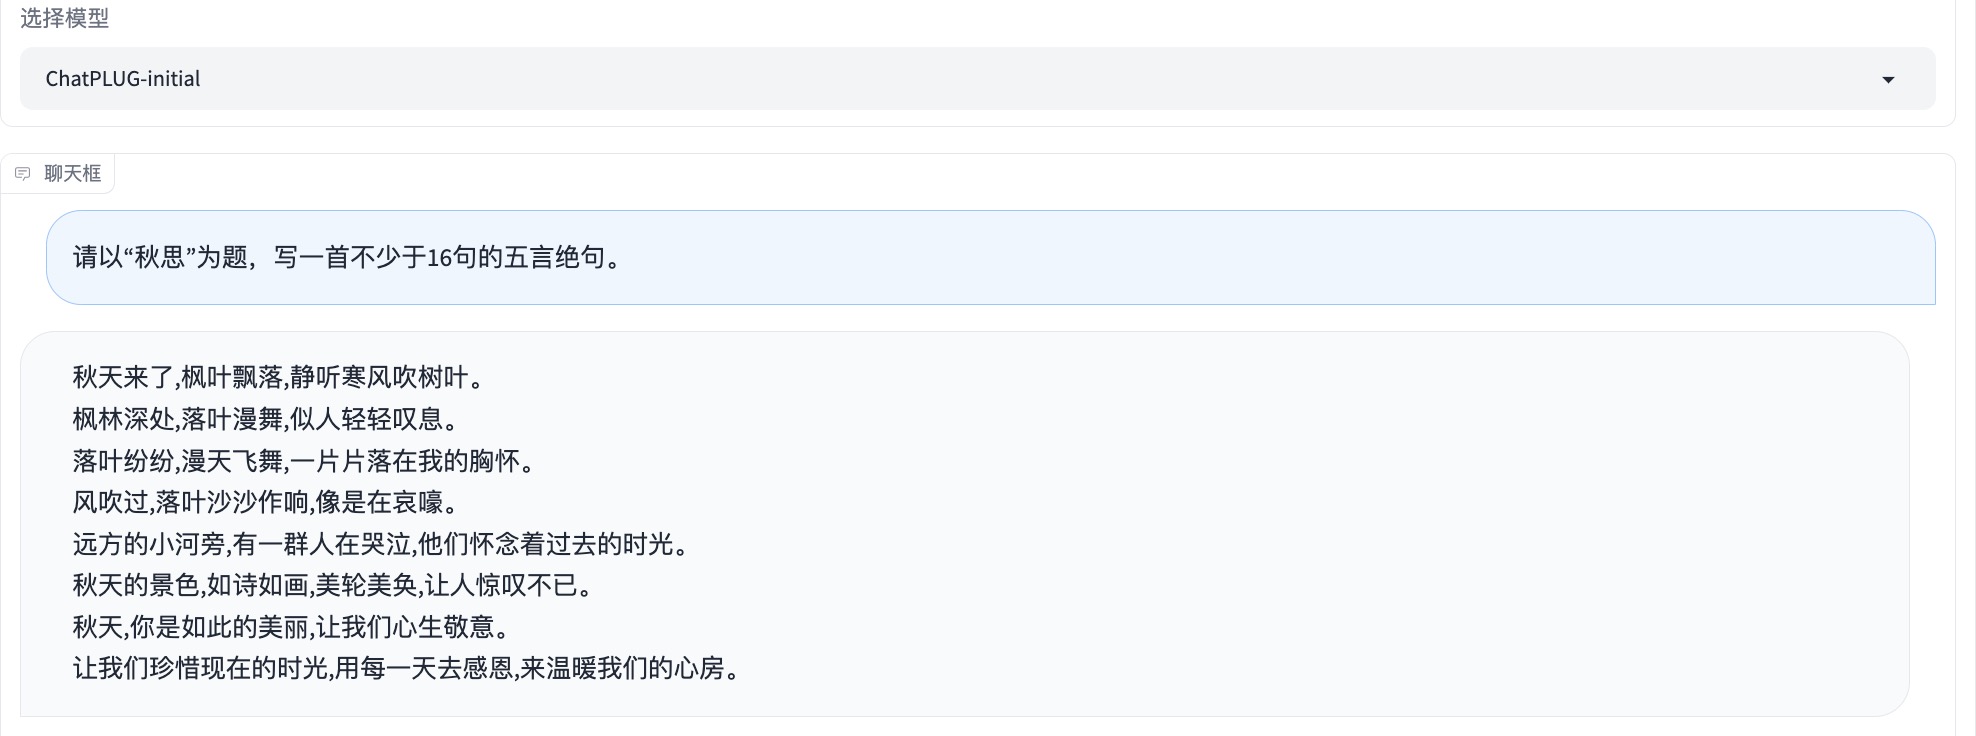 选择模型
ChatPLUG-initial
聊天框
请以“秋思”为题，写一首不少于16句的五言绝句。
秋天来了,枫叶飘落,静听寒风吹树叶。
枫林深处,落叶漫舞,似人轻轻叹息。
落叶纷纷,漫天飞舞,一片片落在我的胸怀。
风吹过,落叶沙沙作响,像是在哀嚎。
远方的小河旁,有一群人在哭泣,他们怀念着过去的时光。
秋天的景色,如诗如画,美轮美奂,让人惊叹不已。
秋天,你是如此的美丽,让我们心生敬意。
让我们珍惜现在的时光,用每一天去感恩,来温暖我们的心房。